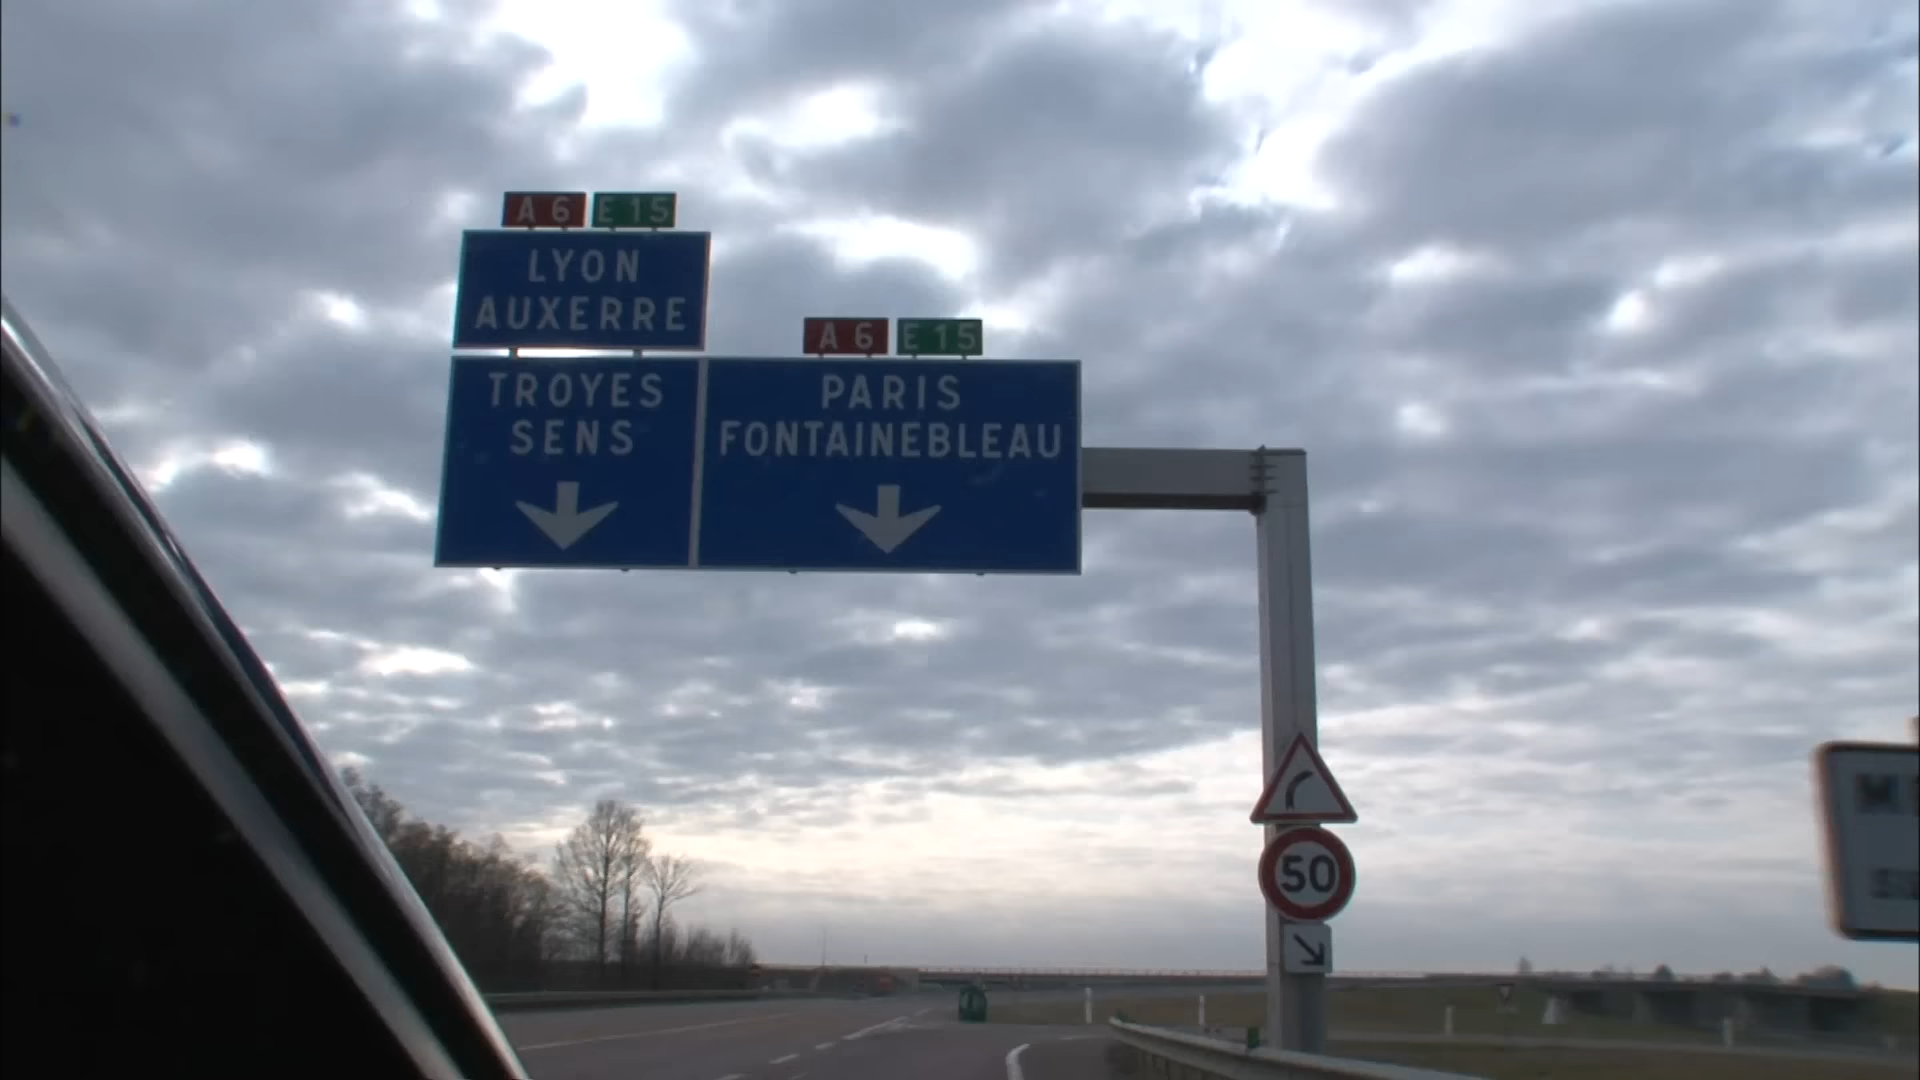 A 6 E 15
LYON
AUXERRE
TROYES
SENS
A 6 E 15
PARIS
FONTAINEBLEAU
50